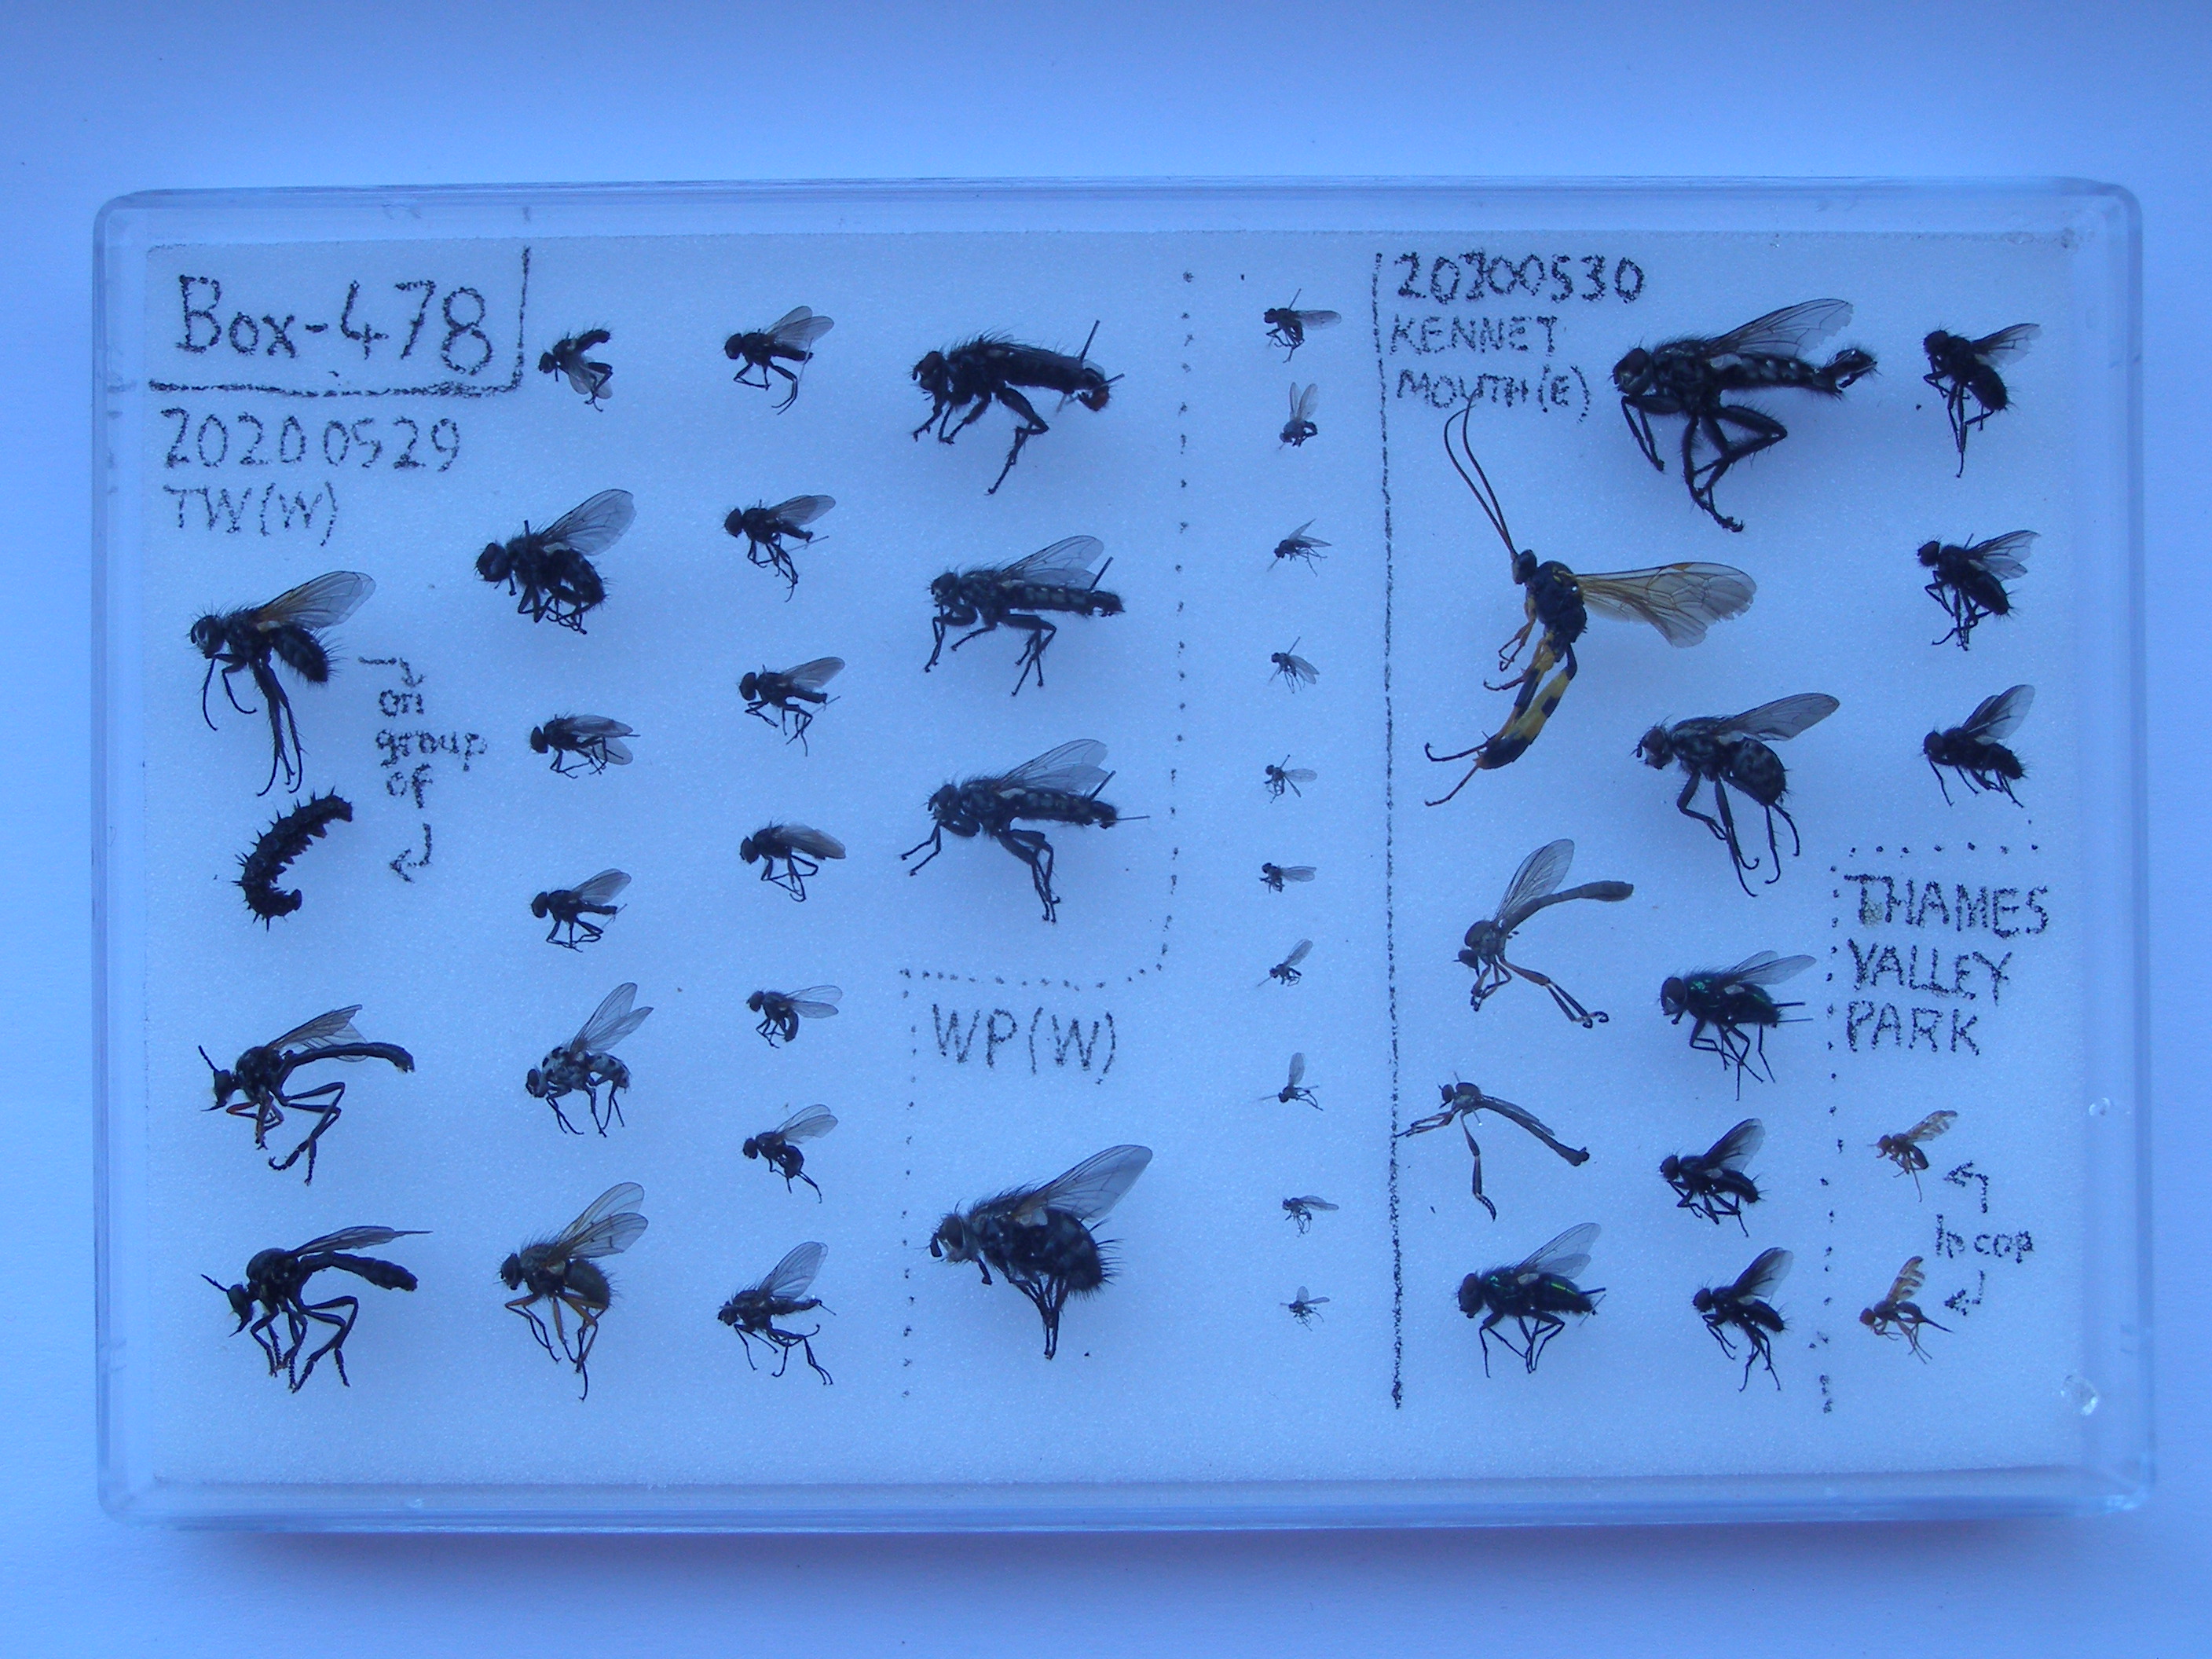 Box-478
20200529
TW(W)
on
group
of
WP(W)
20200530
KENNET
MOUTH(E)
THAMES
VALLEY
PARK
In cop